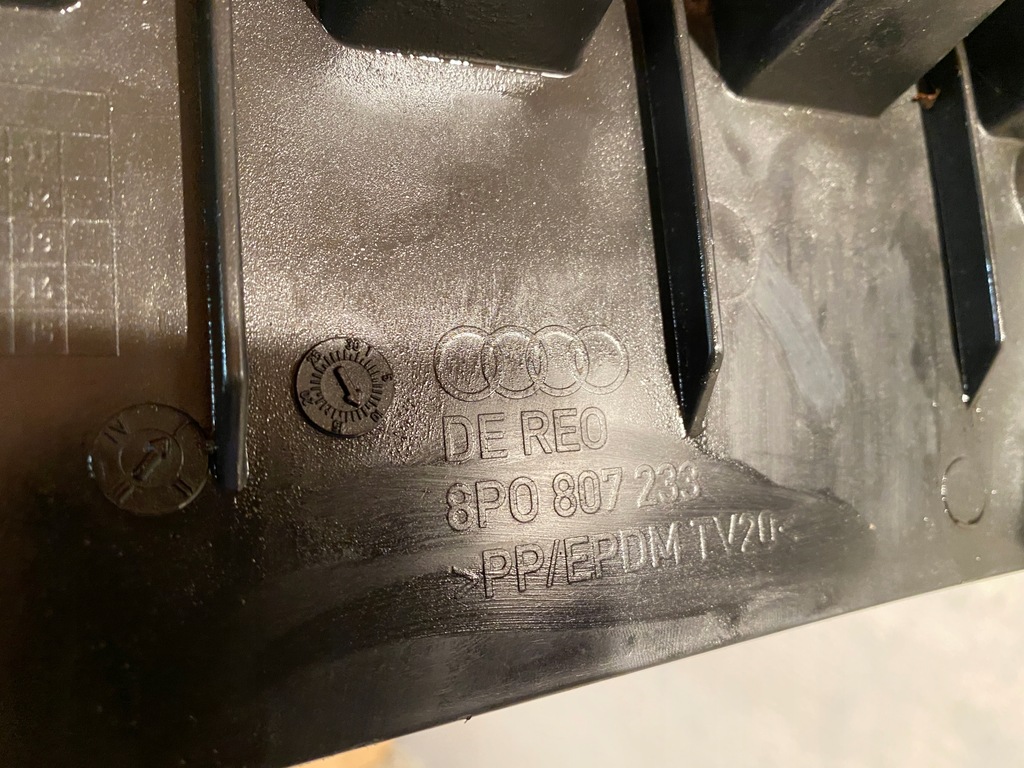 DE REO
8P0 807 233
>PP/EPDM TV20<